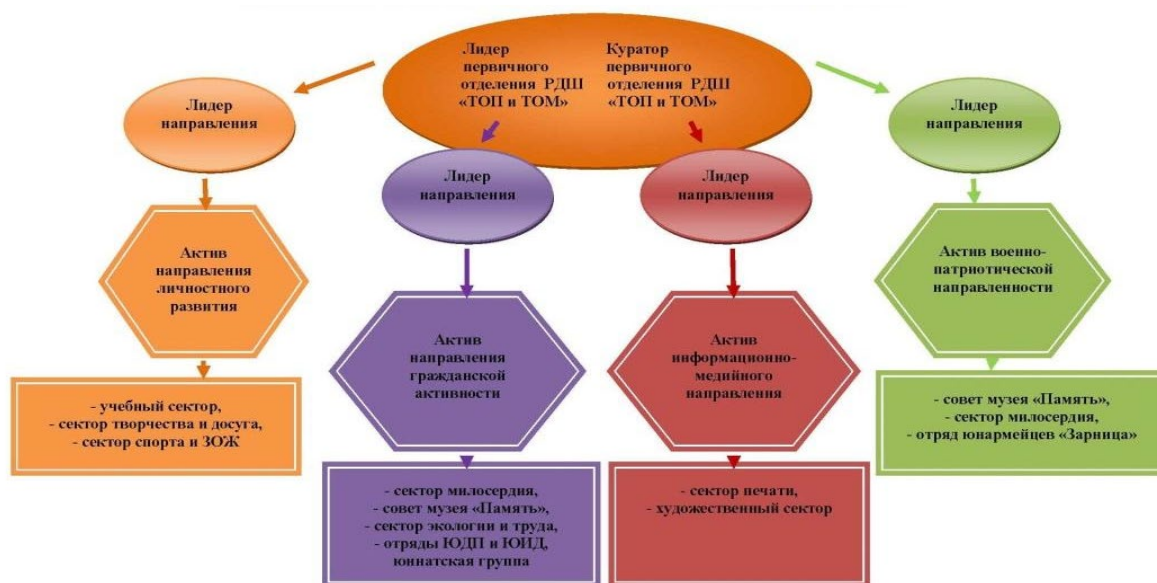 Лидер
первичного
отделения РДШ
«ТОП и ТОМ»
Куратор
первичного
отделения РДШ
«ТОП и ТОМ»
Лидер
направления
Лидер
направления
Лидер
направления
Лидер
направления
Актив
направления
личностного
развития
Актив
направления
гражданской
активности
Актив
информационно-
медийного
направления
Актив военно-
патриотической
направленности
- учебный сектор,
- сектор творчества и досуга,
- сектор спорта и ЗОЖ
- сектор милосердия,
- совет музея «Память»,
- сектор экологии и труда,
- отряды ЮДП и ЮИД,
юннатская группа
- сектор печати,
- художественный сектор
- совет музея «Память»,
- сектор милосердия,
- отряд юнармейцев «Зарница»